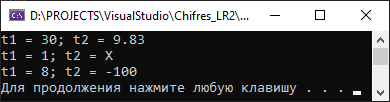 D:\PROJECTS\VisualStudio\Chifres_LR2\...
t1 = 30; t2 = 9.83
t1 = 1; t2 = X
t1 = 8; t2 = -100
Для продолжения нажмите любую клавишу . . .